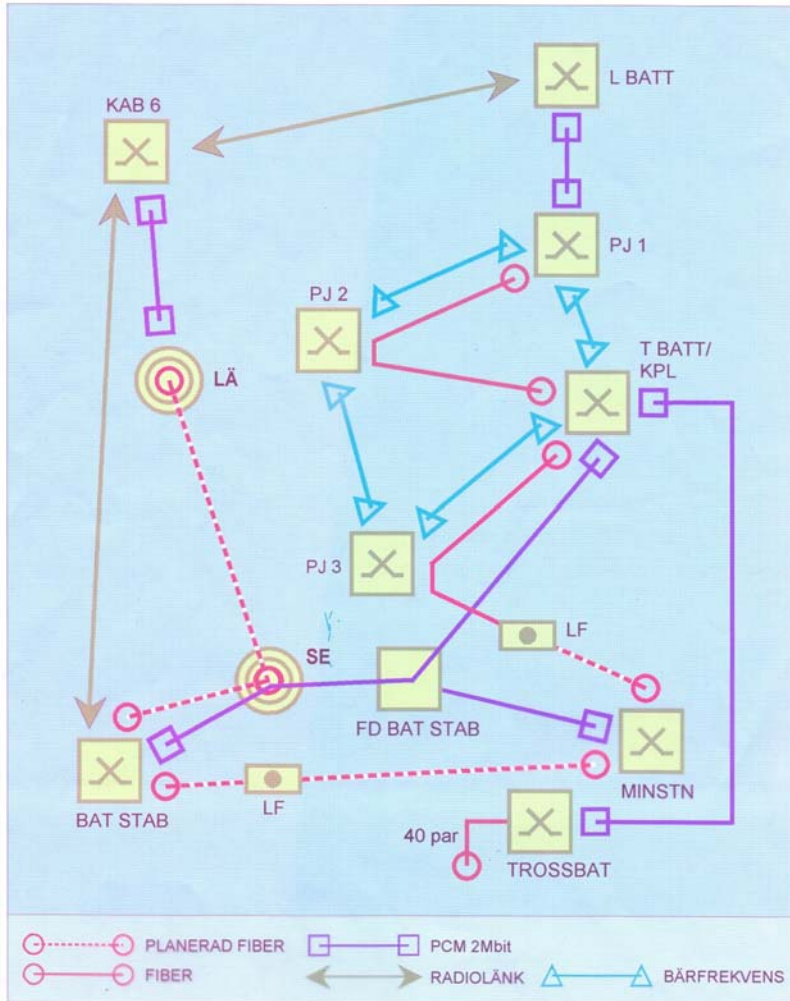 L BATT
KAB 6
PJ 1
PJ 2
T BATT/
KPL
LÄ
PJ 3
LF
SE
FD BAT STAB
MINSTN
BAT STAB
LF
40 par
TROSSBAT
PLANERAD FIBER
PCM 2Mbit
FIBER
RADIOLÄNK
BÄRFREKVENS